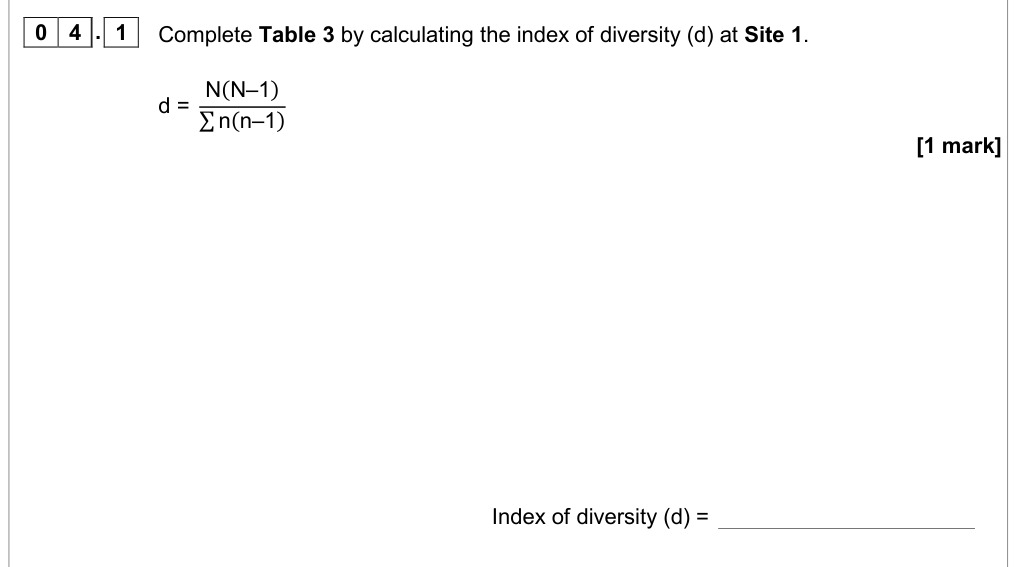 0 4 . 1 Complete Table 3 by calculating the index of diversity (d) at Site 1.
d = N(N–1)
∑ n(n–1)
[1 mark]
Index of diversity (d) =